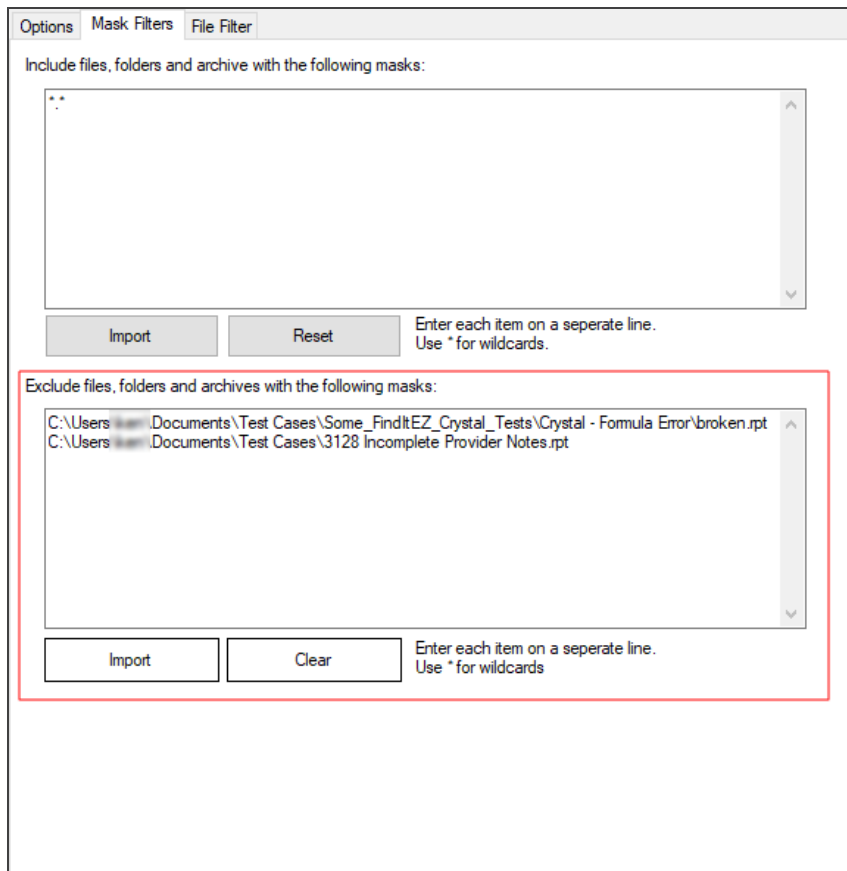 Options Mask Filters File Filter
Include files, folders and archive with the following masks:
*.*
Import Reset
Enter each item on a seperate line.
Use * for wildcards.
Exclude files, folders and archives with the following masks:
C:\Users\ \Documents\Test Cases\Some_FindItEZ_Crystal_Tests\Crystal - Formula Error\broken.rpt
C:\Users\ \Documents\Test Cases\3128 Incomplete Provider Notes.rpt
Import Clear
Enter each item on a seperate line.
Use * for wildcards